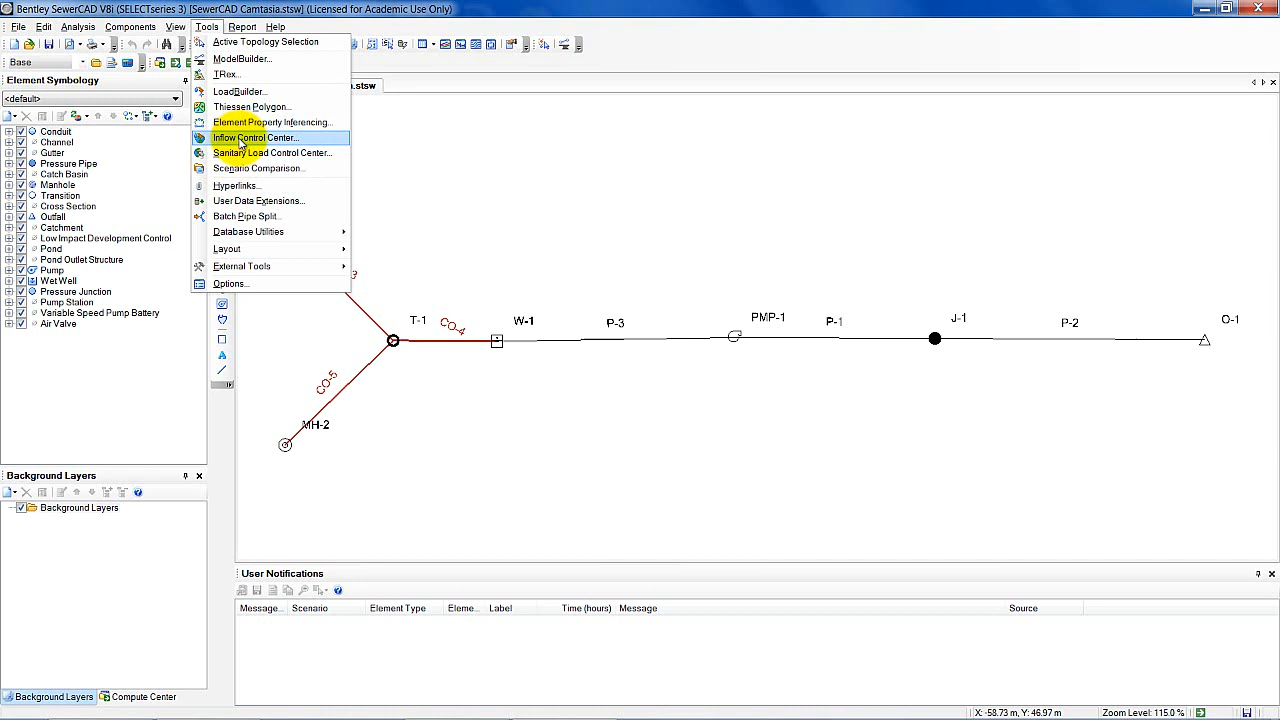 Bentley SewerCAD V8i (SELECTseries 3) [SewerCAD Camtasia.stsw] (Licensed for Academic Use Only)
File Edit Analysis Components View Tools Report Help
Base
Element Symbology
<default>
Conduit
Channel
Gutter
Pressure Pipe
Catch Basin
Manhole
Transition
Cross Section
Outfall
Catchment
Low Impact Development Control
Pond
Pond Outlet Structure
Pump
Wet Well
Pressure Junction
Pump Station
Variable Speed Pump Battery
Air Valve
Active Topology Selection
ModelBuilder...
TRex...
LoadBuilder...
Thiessen Polygon...
Element Property Inferencing...
Inflow Control Center...
Sanitary Load Control Center...
Scenario Comparison...
Hyperlinks...
User Data Extensions...
Batch Pipe Split...
Database Utilities
Layout
External Tools
Options...
.stsw
T-1
CO-4
W-1
P-3
PMP-1
P-1
J-1
P-2
O-1
CO-5
MH-2
Background Layers
Background Layers
Background Layers Compute Center
User Notifications
Message... Scenario Element Type Eleme... Label Time (hours) Message Source
X: -58.73 m, Y: 46.97 m Zoom Level: 115.0 %